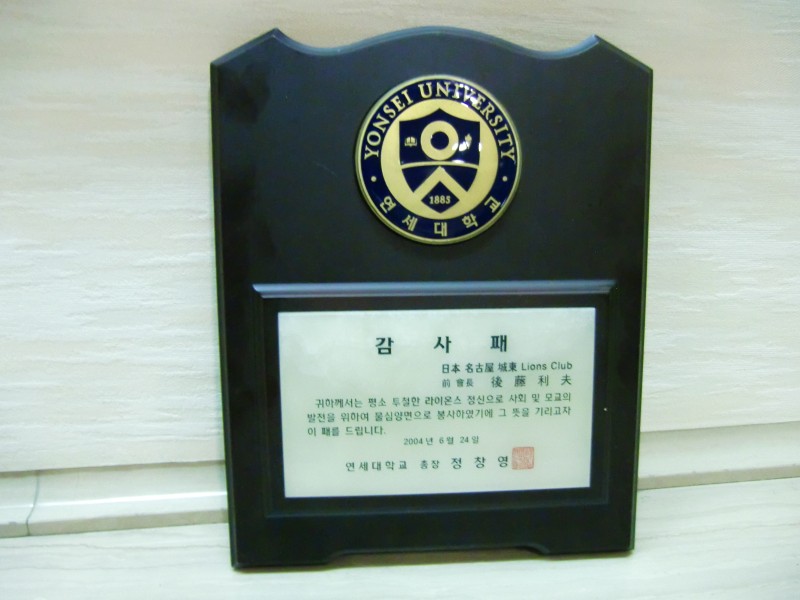 YONSEI UNIVERSITY
1885
연세대학교
감 사 패
日本 名古屋 城東 Lions Club
前 會長 後 藤 利 夫
귀하께서는 평소 투철한 라이온스 정신으로 사회 및 모교의
발전을 위하여 물심양면으로 봉사하였기에 그 뜻을 기리고자
이 패를 드립니다.
2004년 6월 24일
연세대학교 총장 정 창 영